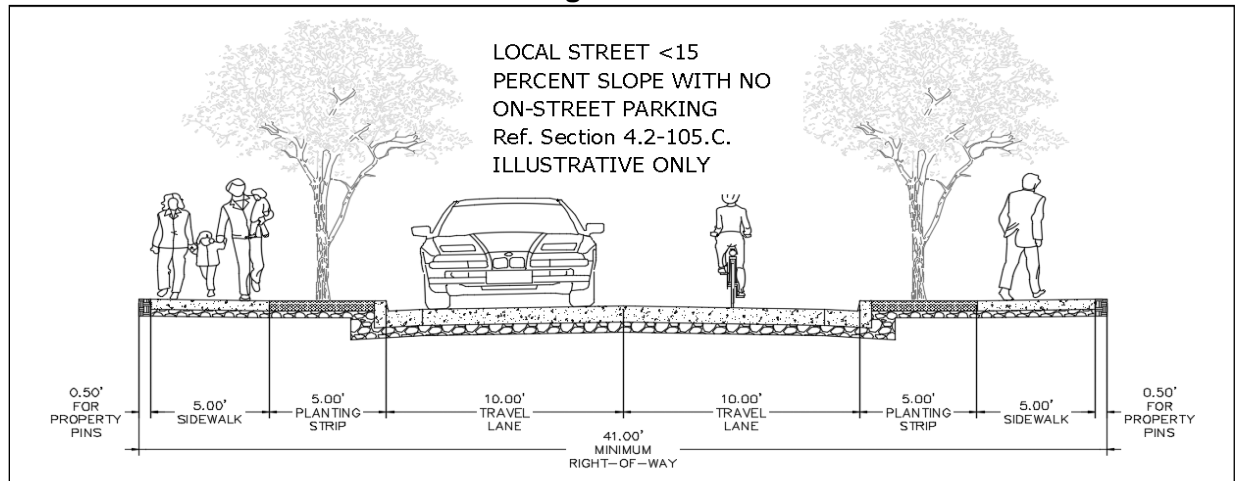 LOCAL STREET <15
PERCENT SLOPE WITH NO
ON-STREET PARKING
Ref. Section 4.2-105.C.
ILLUSTRATIVE ONLY
0.50'
FOR
PROPERTY
PINS
5.00'
SIDEWALK
5.00'
PLANTING
STRIP
10.00'
TRAVEL
LANE
10.00'
TRAVEL
LANE
5.00'
PLANTING
STRIP
5.00'
SIDEWALK
0.50'
FOR
PROPERTY
PINS
41.00'
MINIMUM
RIGHT-OF-WAY